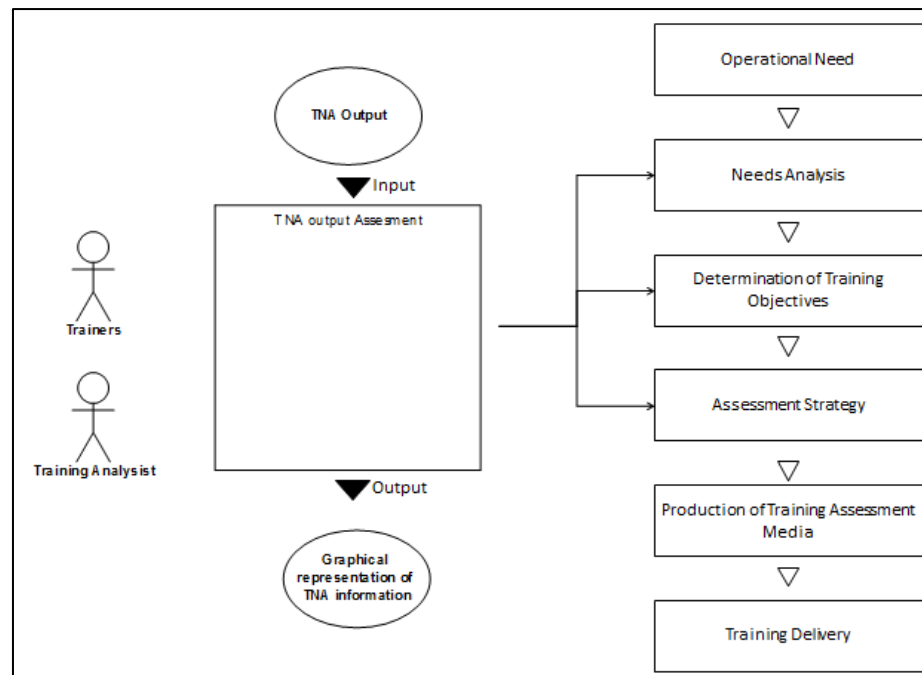 TNA Output
Input
TNA output Assesment
Trainers
Training Analysist
Output
Graphical
representation of
TNA information
Operational Need
Needs Analysis
Determination of Training
Objectives
Assessment Strategy
Production of Training Assessment
Media
Training Delivery